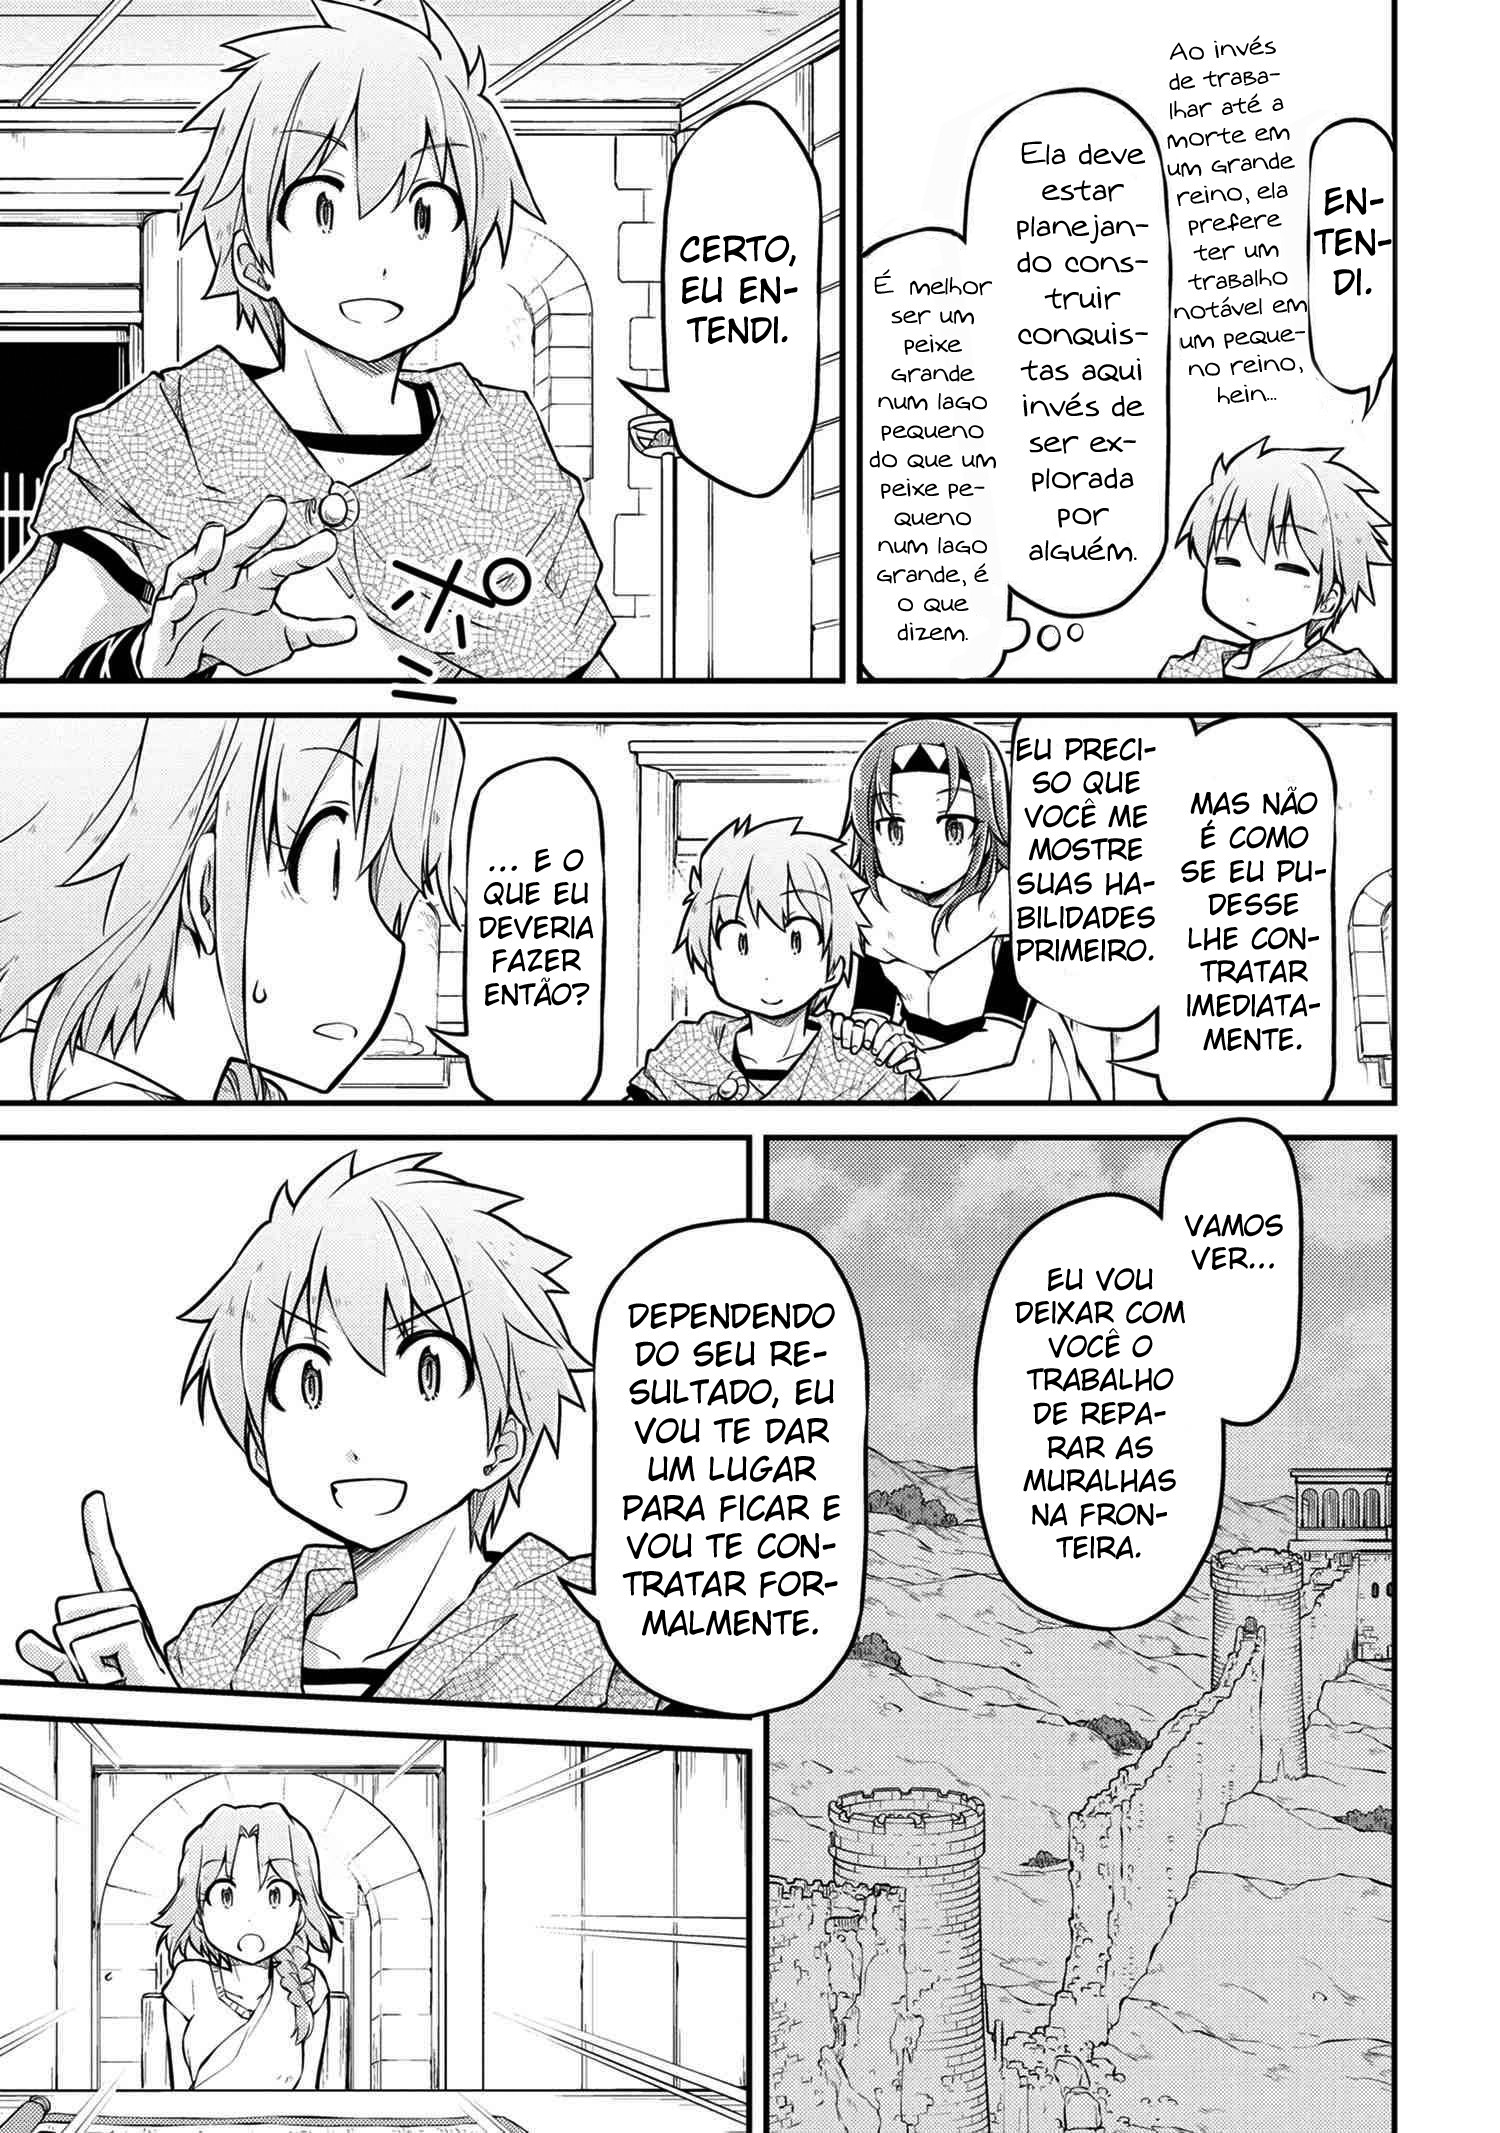 EN-
TEN-
DI.
Ao invés
de traba-
lhar até a
morte em
um grande
reino, ela
prefere
ter um
trabalho
notável em
um peque-
no reino,
hein...
Ela deve
estar
planejan-
do cons-
truir
conquis-
tas aqui
invés de
ser ex-
plorada
por
alguém.
É melhor
ser um
peixe
grande
num lago
pequeno
do que um
peixe pe-
queno
num lago
grande, é
o que
dizem.
CERTO,
EU EN-
TENDI.
MAS NÃO
É COMO
SE EU PU-
DESSE
LHE CON-
TRATAR
IMEDIATA-
MENTE.
EU PRECI-
SO QUE
VOCÊ ME
MOSTRE
SUAS HA-
BILIDADES
PRIMEIRO.
... E O
QUE EU
DEVERIA
FAZER
ENTÃO?
VAMOS
VER...
EU VOU
DEIXAR COM
VOCÊ O
TRABALHO
DE REPA-
RAR AS
MURALHAS
NA FRON-
TEIRA.
DEPENDENDO
DO SEU RE-
SULTADO, EU
VOU TE DAR
UM LUGAR
PARA FICAR E
VOU TE CON-
TRATAR FOR-
MALMENTE.